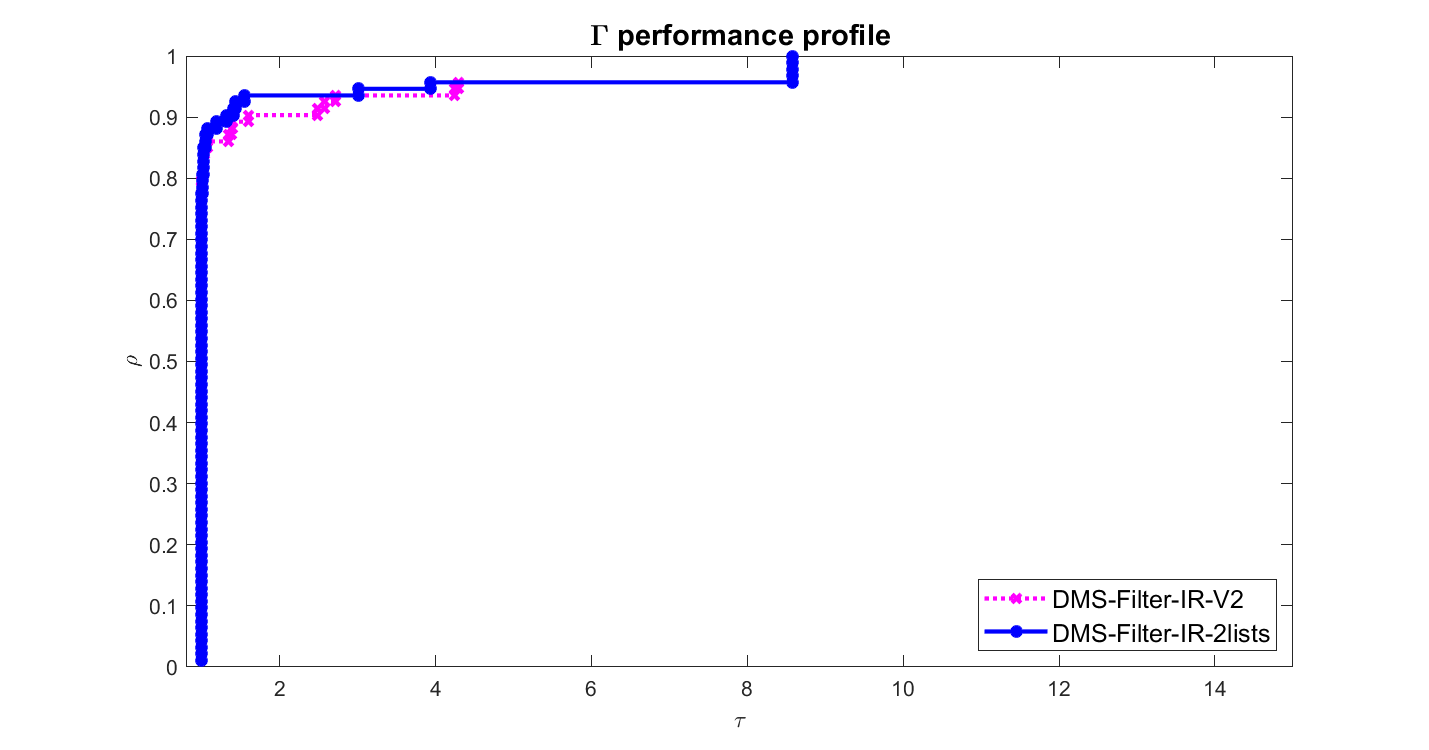 Γ performance profile
1
0.9
0.8
0.7
0.6
0.5
0.4
0.3
0.2
0.1
0
ρ
2 4 6 8 10 12 14
τ
DMS-Filter-IR-V2
DMS-Filter-IR-2lists